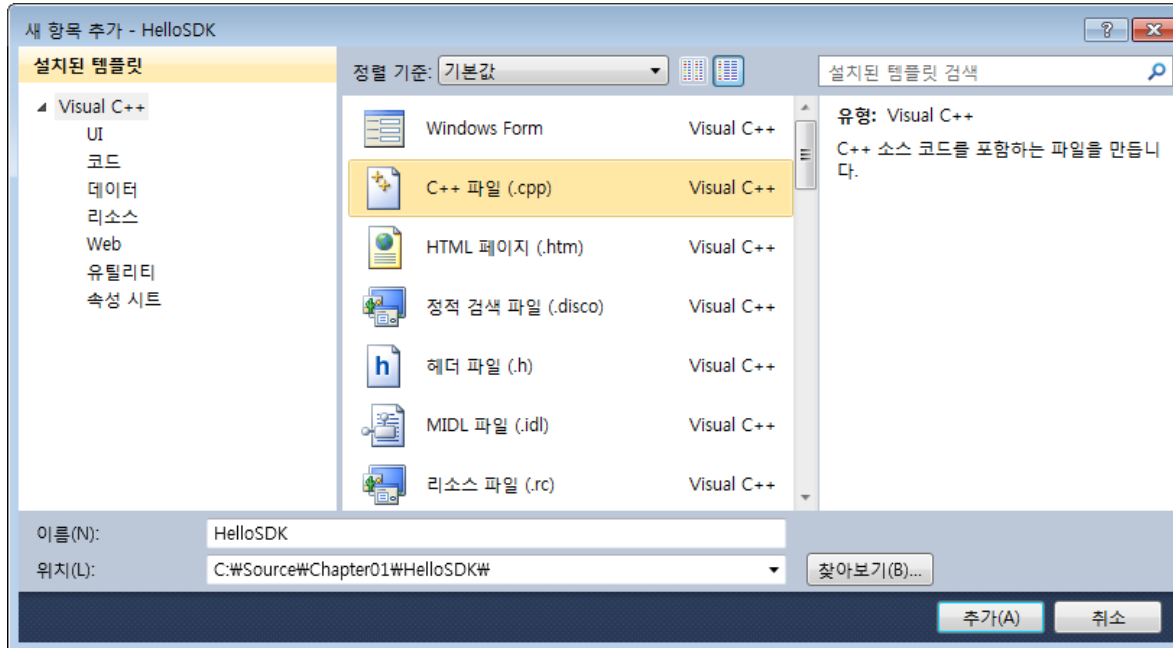 새 항목 추가 - HelloSDK
설치된 템플릿
Visual C++
UI
코드
데이터
리소스
Web
유틸리티
속성 시트
정렬 기준: 기본값
Windows Form Visual C++
C++ 파일 (.cpp) Visual C++
HTML 페이지 (.htm) Visual C++
정적 검색 파일 (.disco) Visual C++
헤더 파일 (.h) Visual C++
MIDL 파일 (.idl) Visual C++
리소스 파일 (.rc) Visual C++
설치된 템플릿 검색
유형: Visual C++
C++ 소스 코드를 포함하는 파일을 만듭니
다.
이름(N): HelloSDK
위치(L): C:₩Source₩Chapter01₩HelloSDK₩
찾아보기(B)...
추가(A) 취소